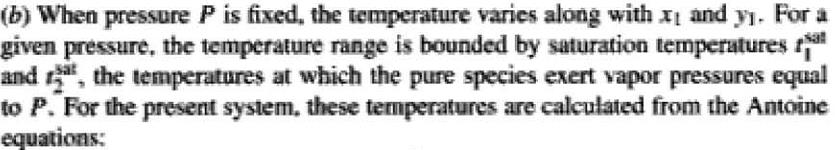 (b) When pressure P is fixed, the temperature varies along with x₁ and y₁. For a
given pressure, the temperature range is bounded by saturation temperatures t₁ˢᵃᵗ
and t₂ˢᵃᵗ, the temperatures at which the pure species exert vapor pressures equal
to P. For the present system, these temperatures are calculated from the Antoine
equations: